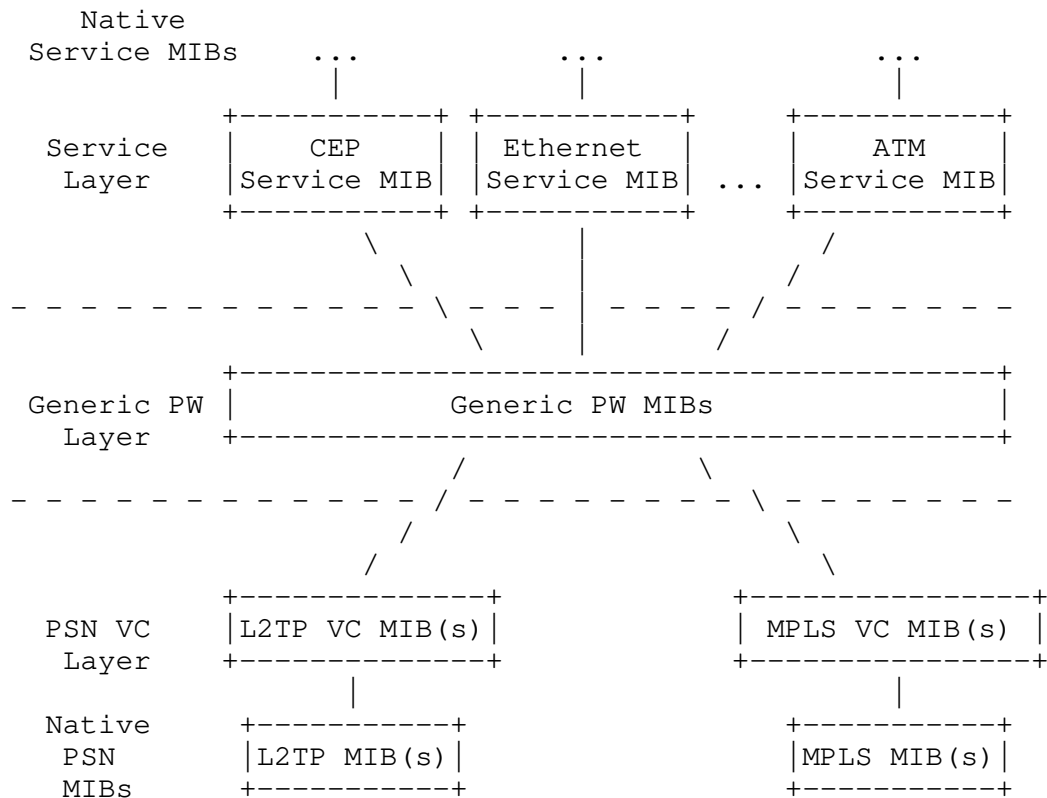 Native
Service MIBs ... ... ...
Service CEP Ethernet ATM
Layer Service MIB Service MIB ... Service MIB
Generic PW Generic PW MIBs
Layer
PSN VC L2TP VC MIB(s) MPLS VC MIB(s)
Layer
Native
PSN L2TP MIB(s) MPLS MIB(s)
MIBs